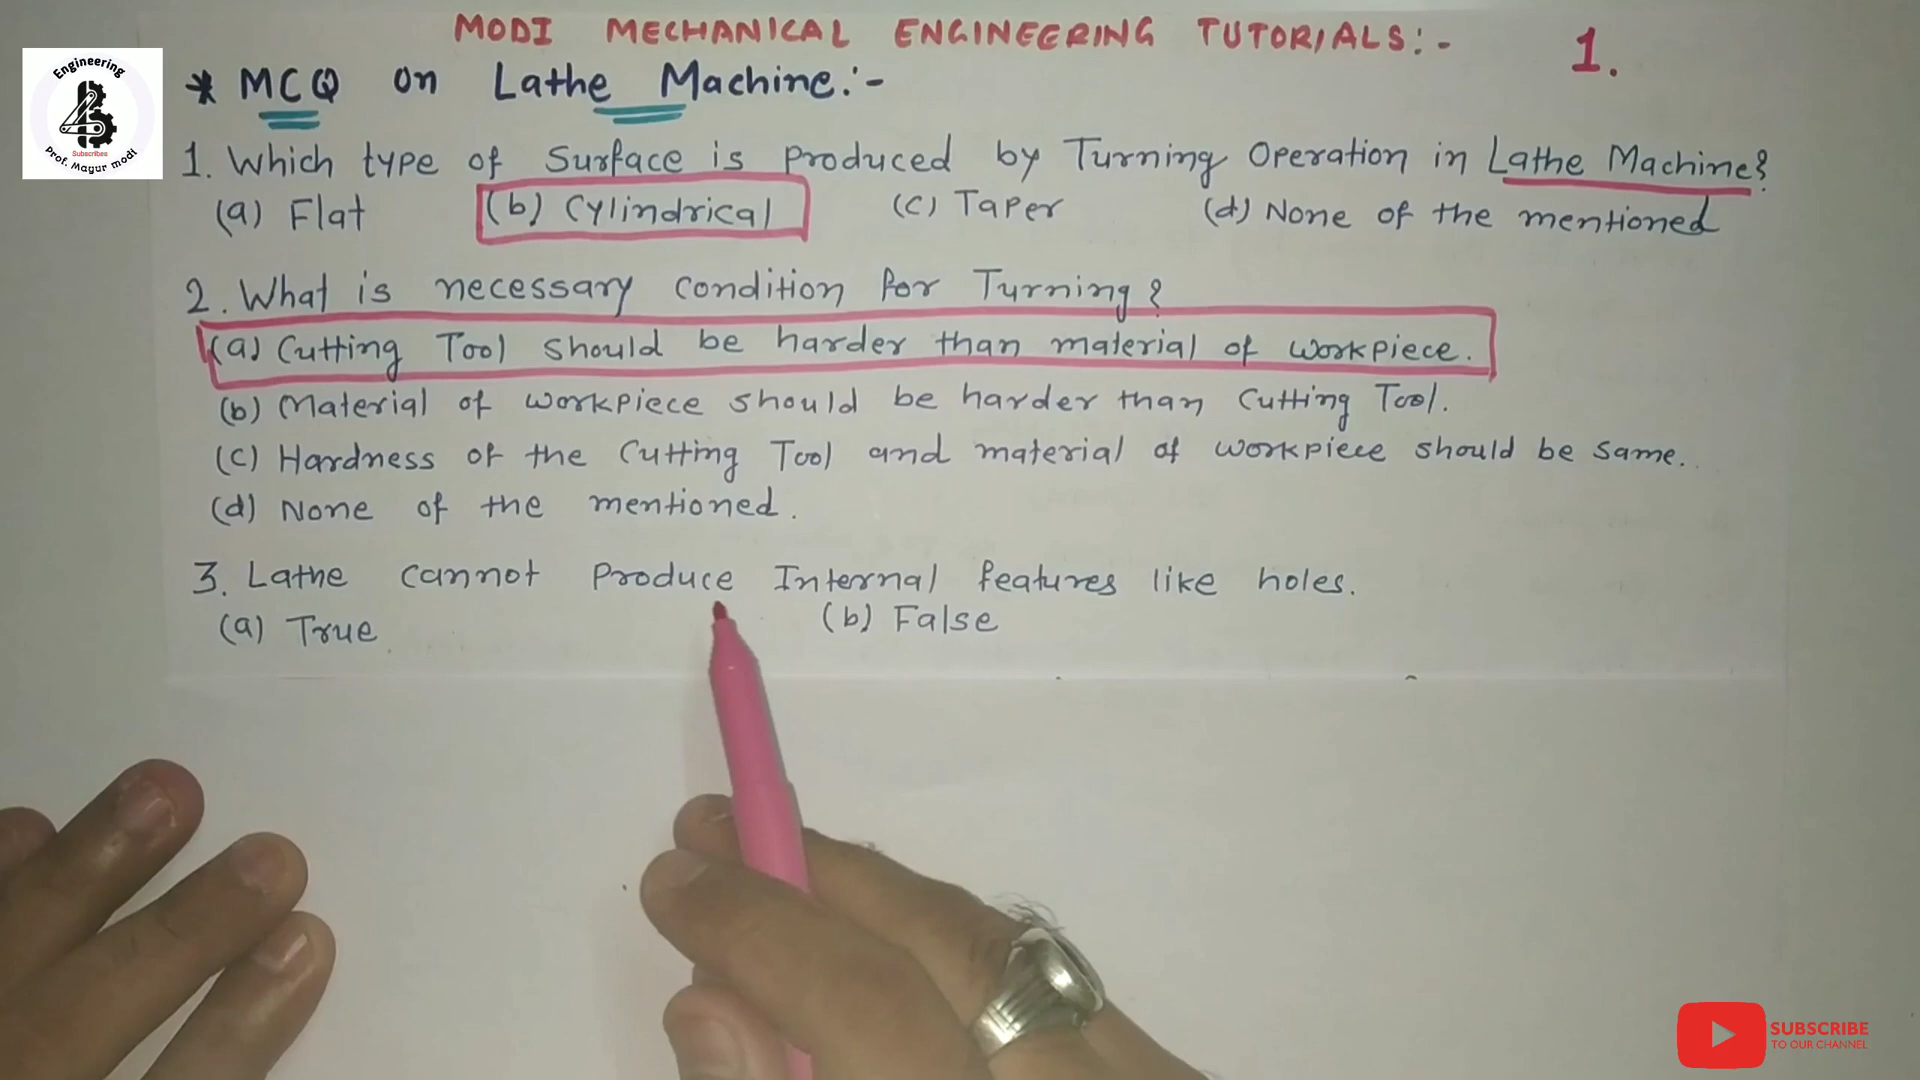 MODI MECHANICAL ENGINEERING TUTORIALS:-
1.
Engineering
Subscribes
Prof. Mayur modi
* MCQ on Lathe Machine:-
1. Which type of Surface is produced by Turning Operation in Lathe Machine?
(a) Flat (b) Cylindrical (c) Taper (d) None of the mentioned
2. What is necessary condition for Turning?
(a) Cutting Tool should be harder than material of workpiece.
(b) Material of workpiece should be harder than Cutting Tool.
(c) Hardness of the Cutting Tool and material of workpiece should be same.
(d) None of the mentioned.
3. Lathe cannot Produce Internal features like holes.
(a) True (b) False
SUBSCRIBE
TO OUR CHANNEL